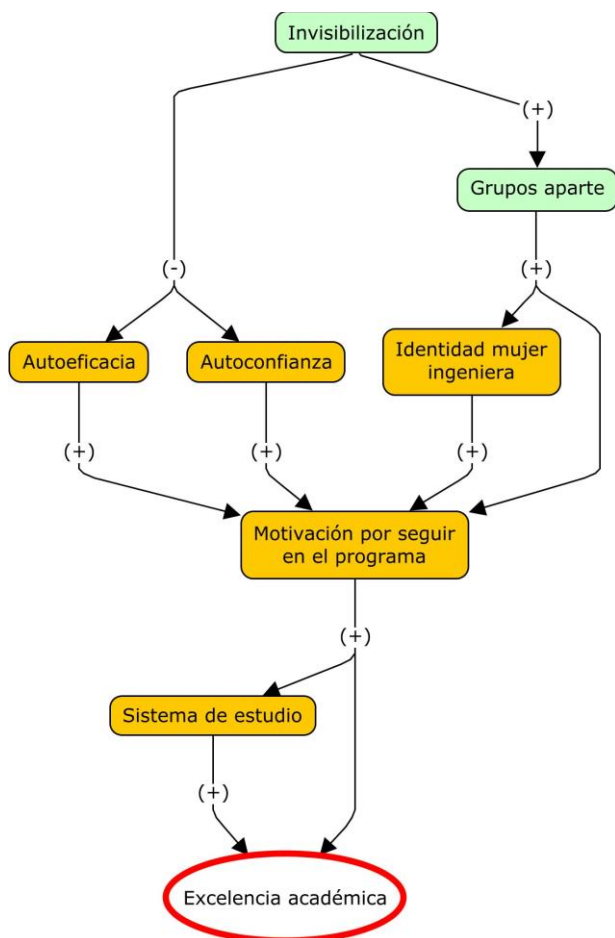 Invisibilización
(+)
Grupos aparte
(-)
(+)
Autoeficacia
Autoconfianza
Identidad mujer
ingeniera
(+)
(+)
(+)
Motivación por seguir
en el programa
(+)
Sistema de estudio
(+)
Excelencia académica